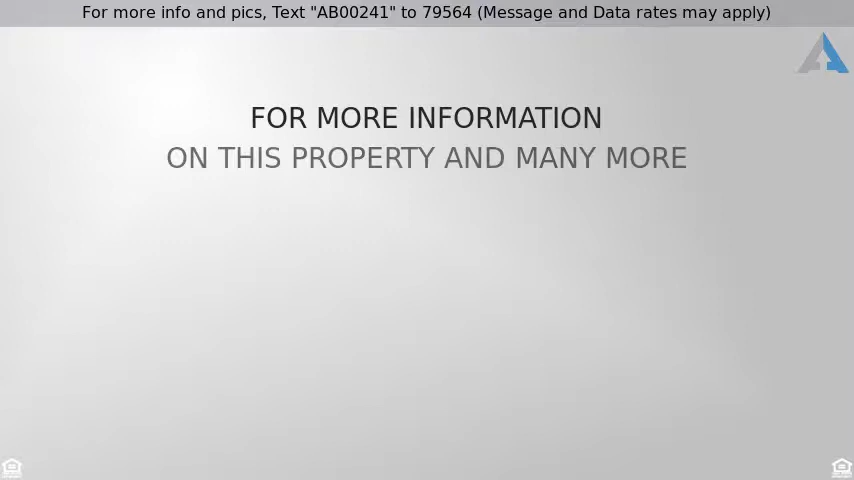 For more info and pics, Text "AB00241" to 79564 (Message and Data rates may apply)
FOR MORE INFORMATION
ON THIS PROPERTY AND MANY MORE